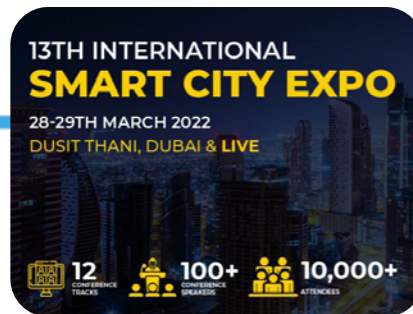 13TH INTERNATIONAL
SMART CITY EXPO
28-29TH MARCH 2022
DUSIT THANI, DUBAI & LIVE
12
CONFERENCE
TRACKS
100+
CONFERENCE
SPEAKERS
10,000+
ATTENDEES